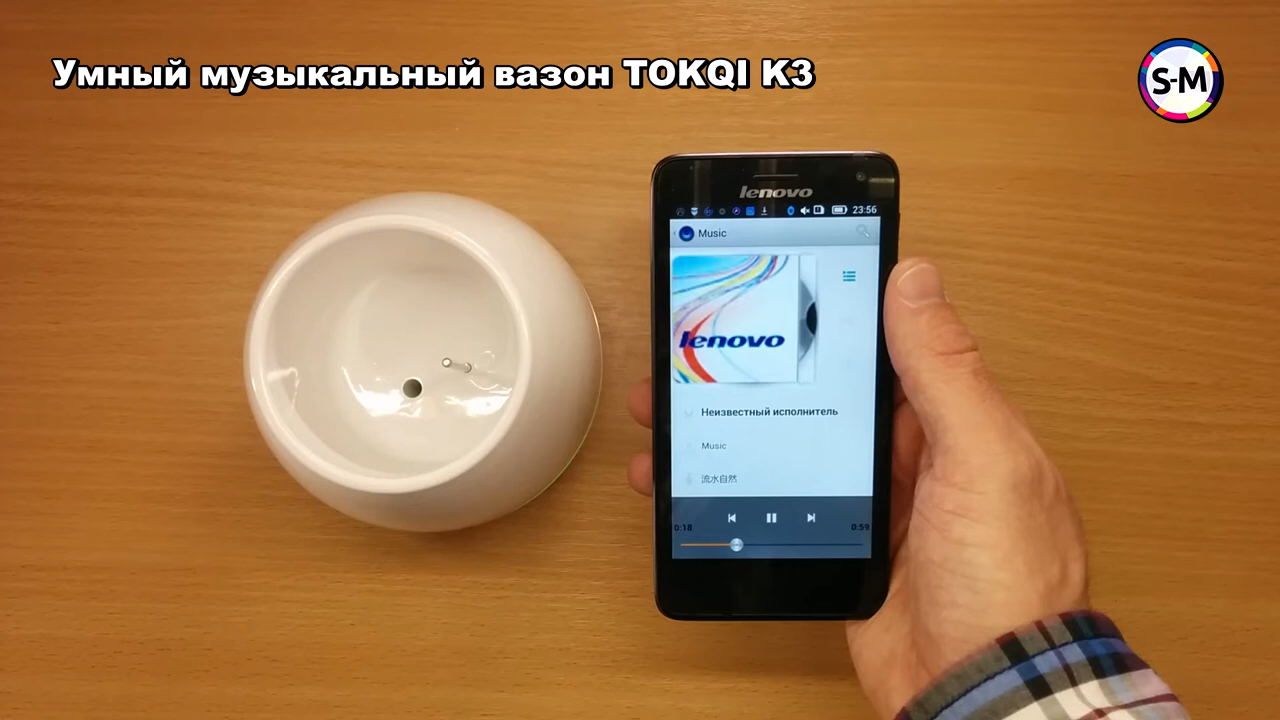 Умный музыкальный вазон TOKQI K3
S-M
lenovo
23:56
Music
lenovo
Неизвестный исполнитель
Music
流水自然
0:18
0:59